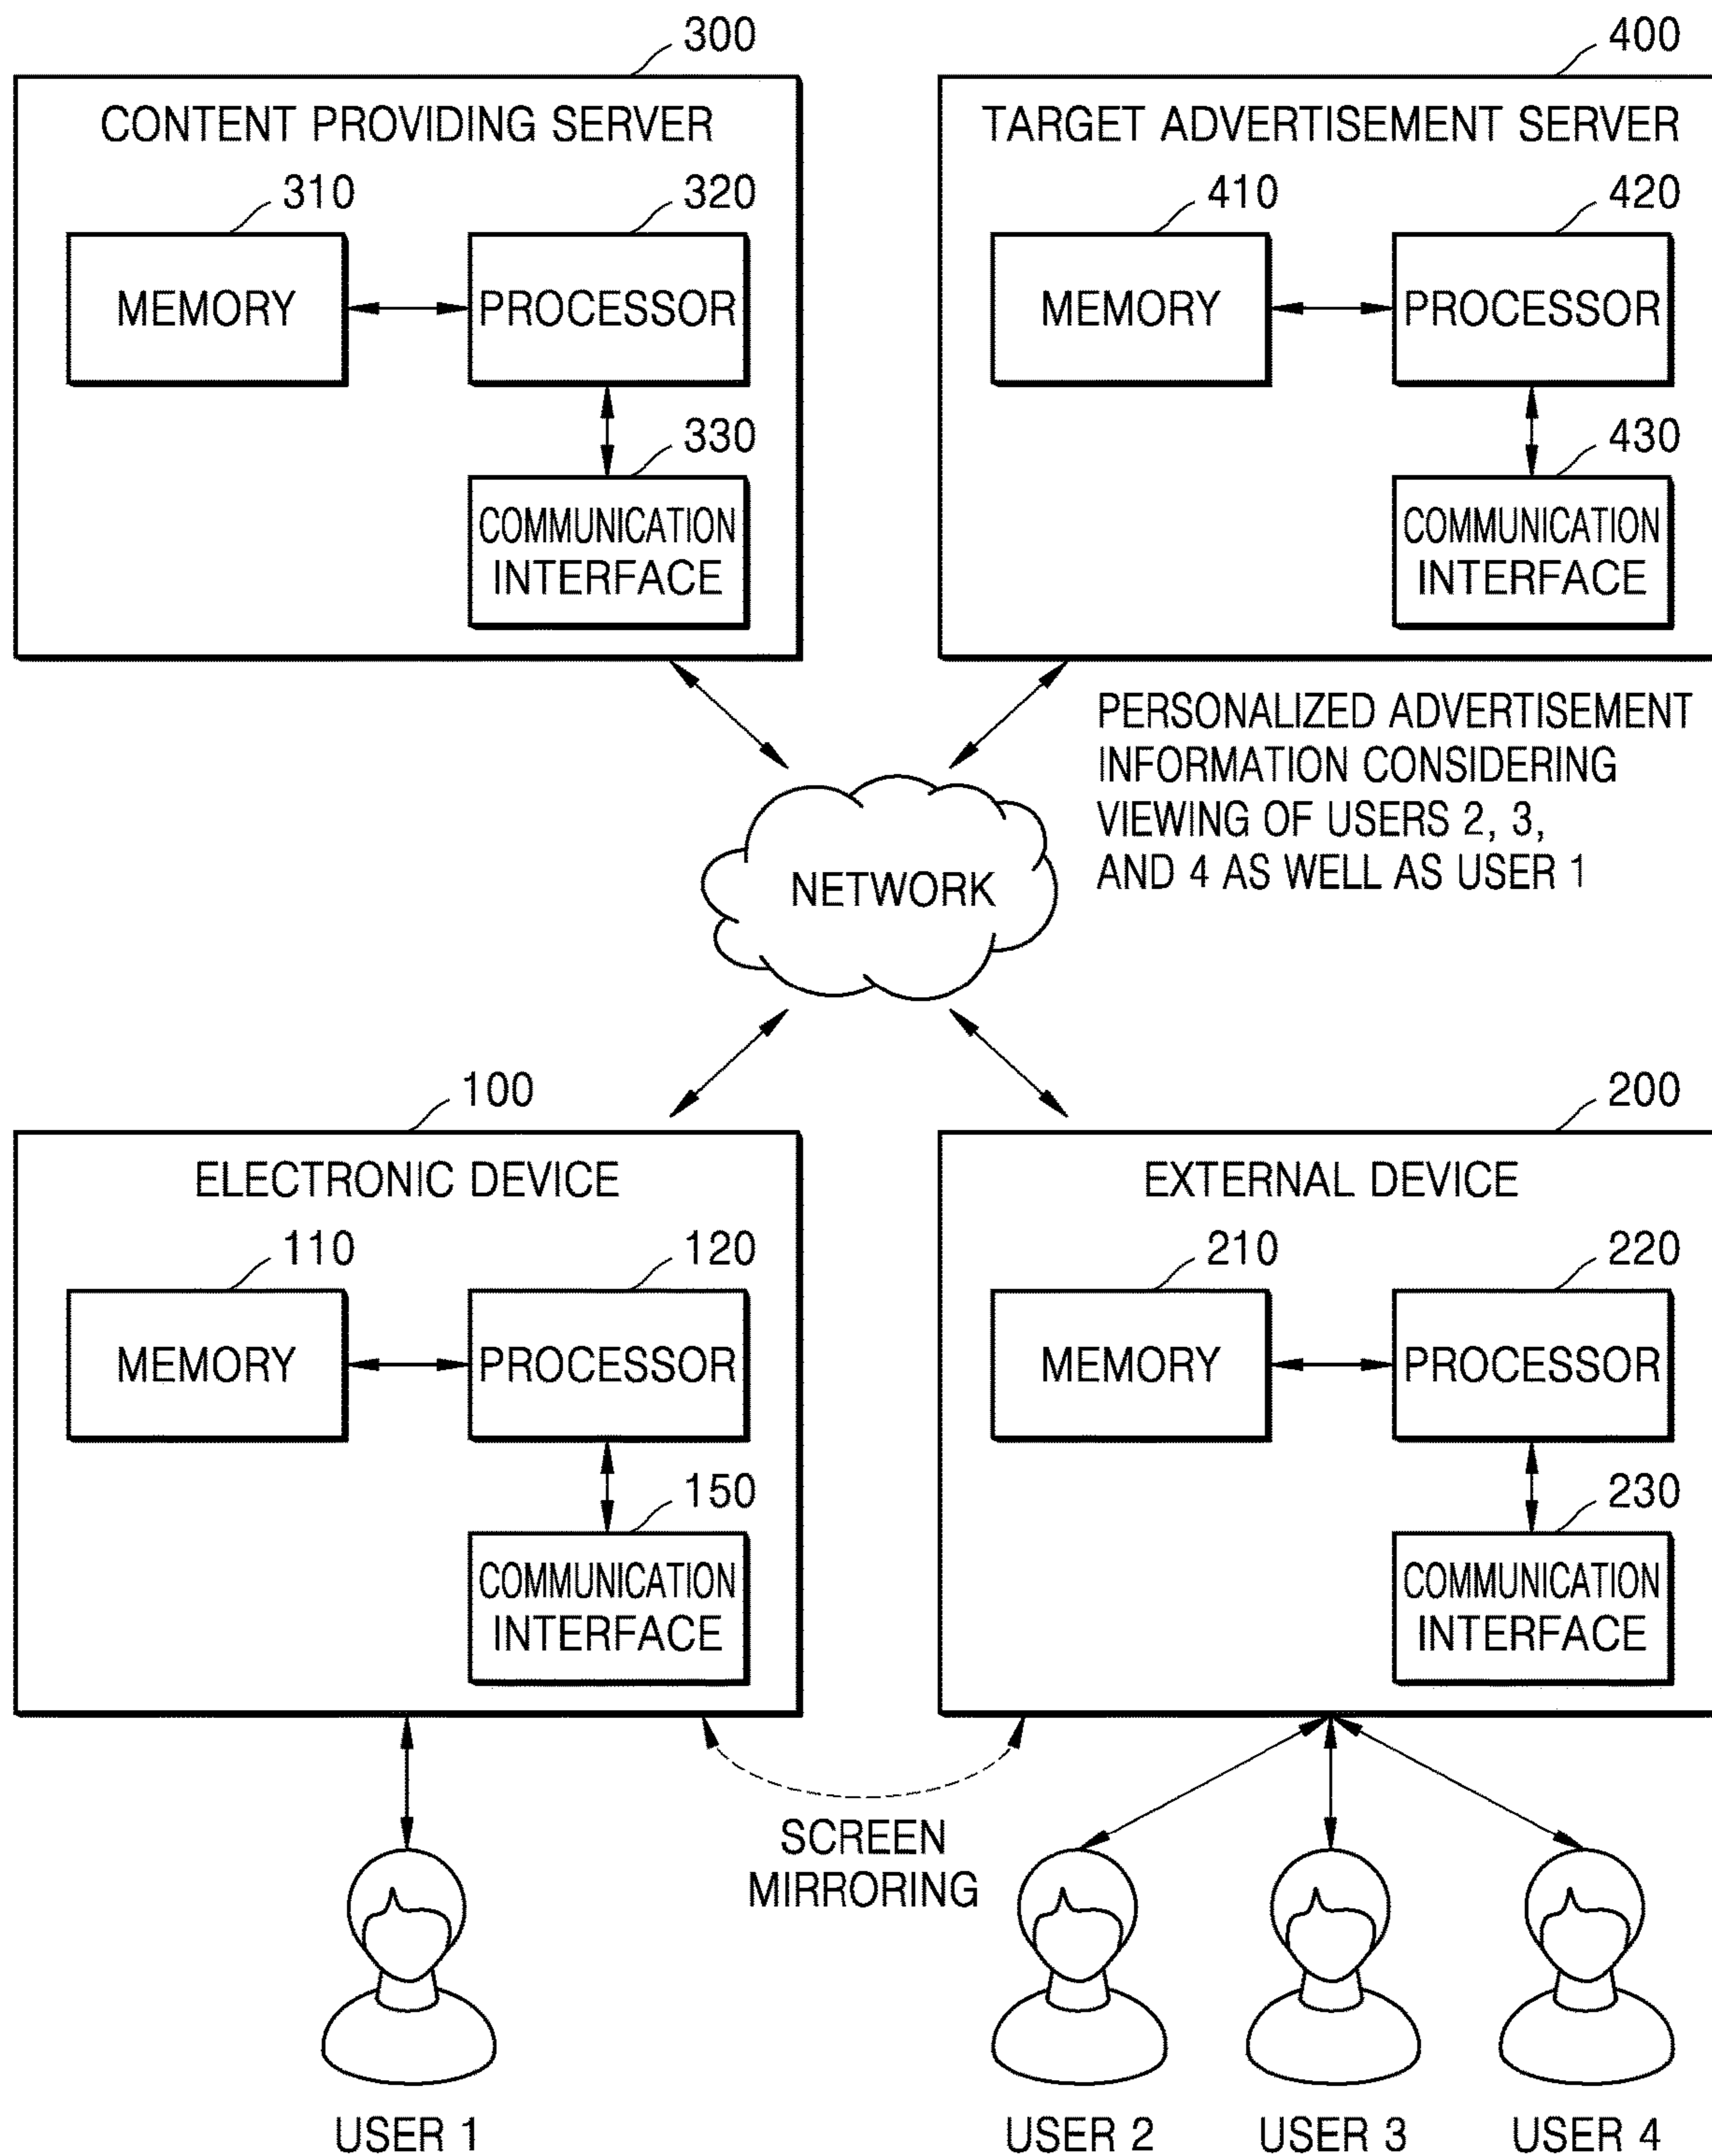 300
CONTENT PROVIDING SERVER
310
320
MEMORY
PROCESSOR
330
COMMUNICATION
INTERFACE
400
TARGET ADVERTISEMENT SERVER
410
420
MEMORY
PROCESSOR
430
COMMUNICATION
INTERFACE
PERSONALIZED ADVERTISEMENT
INFORMATION CONSIDERING
VIEWING OF USERS 2, 3,
AND 4 AS WELL AS USER 1
NETWORK
100
ELECTRONIC DEVICE
110
120
MEMORY
PROCESSOR
150
COMMUNICATION
INTERFACE
200
EXTERNAL DEVICE
210
220
MEMORY
PROCESSOR
230
COMMUNICATION
INTERFACE
SCREEN
MIRRORING
USER 1
USER 2
USER 3
USER 4